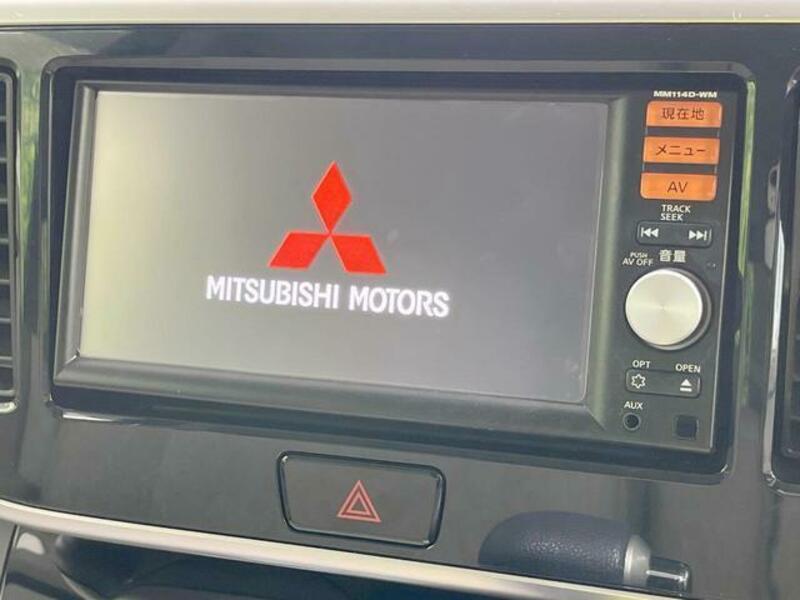 MM114D-WM
現在地
メニュー
AV
TRACK
SEEK
PUSH
AV OFF
音量
MITSUBISHI MOTORS
OPT
OPEN
AUX